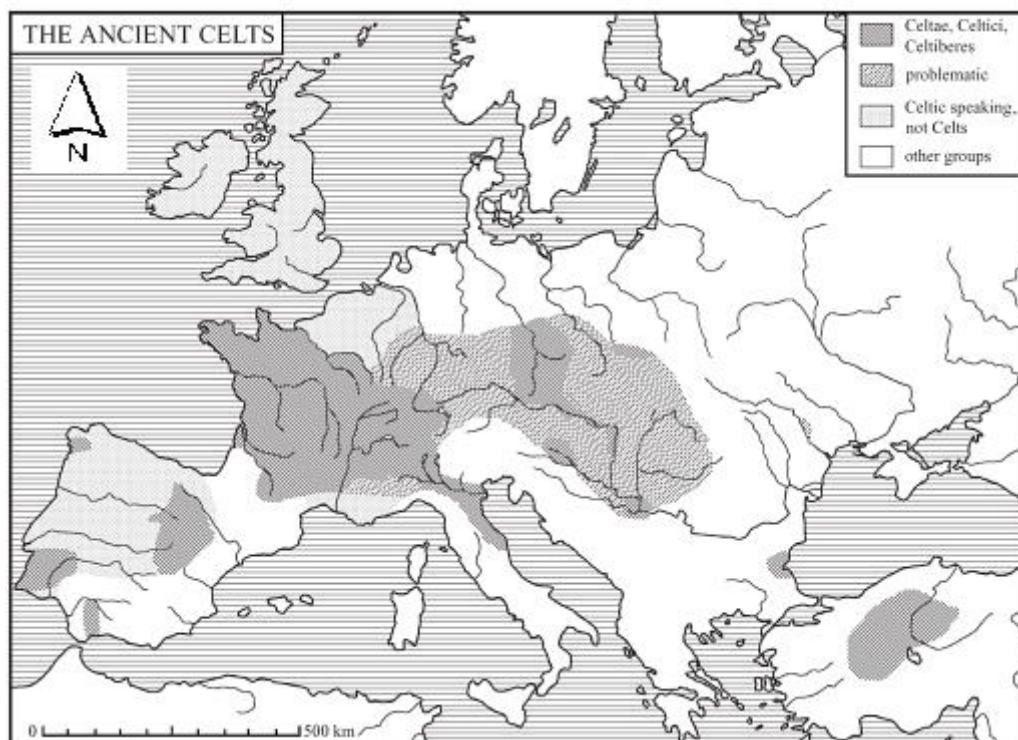 THE ANCIENT CELTS
N
Celtae, Celtici,
Celtiberes
problematic
Celtic speaking,
not Celts
other groups
0 500 km